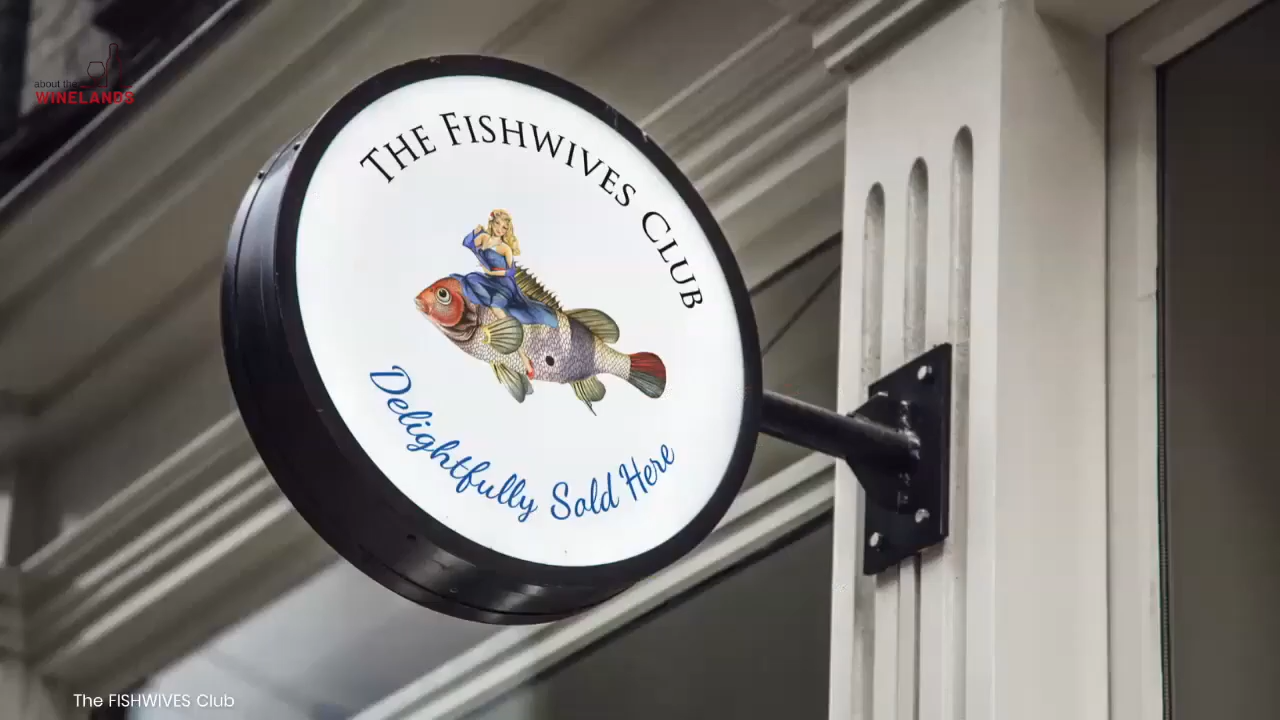 about the
WINELANDS
THE FISHWIVES CLUB
Delightfully Sold Here
The FISHWIVES Club